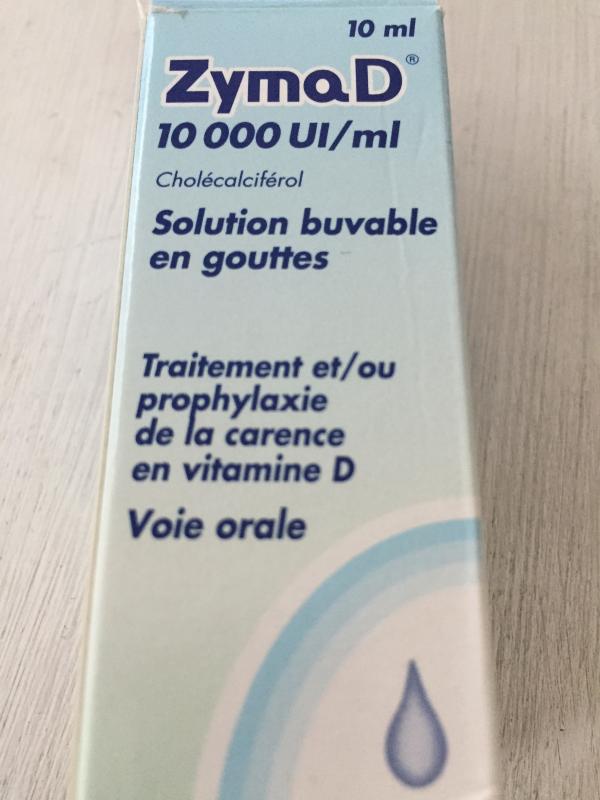 10 ml
ZymaD®
10 000 UI/ml
Cholécalciférol
Solution buvable
en gouttes
Traitement et/ou
prophylaxie
de la carence
en vitamine D
Voie orale